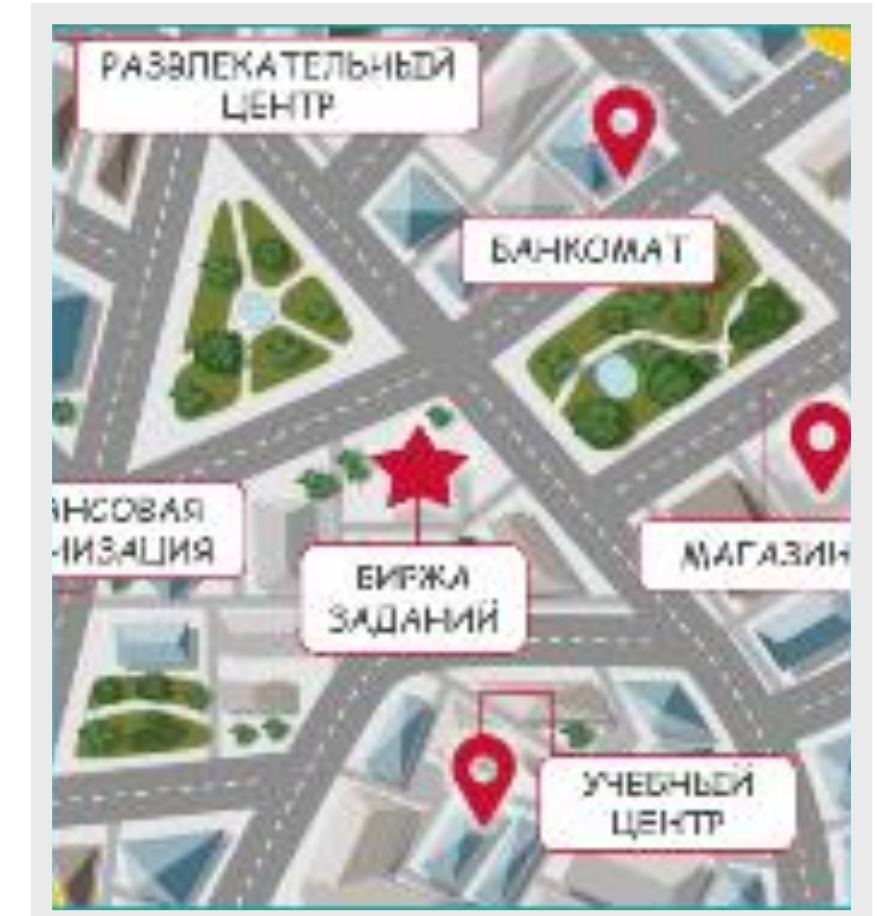 РАЗВЛЕКАТЕЛЬНЫЙ
ЦЕНТР
БАНКОМАТ
АНСОВАЯ
НИЗАЦИЯ
БИРЖА
ЗАДАНИЙ
МАГАЗИН
УЧЕБНЫЙ
ЦЕНТР